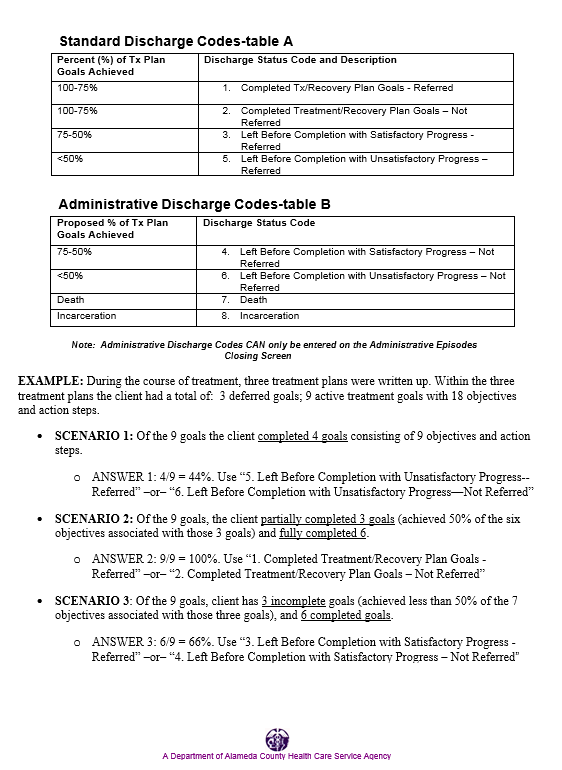 Standard Discharge Codes-table A
Percent (%) of Tx Plan Discharge Status Code and Description
Goals Achieved
100-75% 1. Completed Tx/Recovery Plan Goals - Referred
100-75% 2. Completed Treatment/Recovery Plan Goals – Not
Referred
75-50% 3. Left Before Completion with Satisfactory Progress -
Referred
<50% 5. Left Before Completion with Unsatisfactory Progress –
Referred
Administrative Discharge Codes-table B
Proposed % of Tx Plan Discharge Status Code
Goals Achieved
75-50% 4. Left Before Completion with Satisfactory Progress – Not
Referred
<50% 6. Left Before Completion with Unsatisfactory Progress – Not
Referred
Death 7. Death
Incarceration 8. Incarceration
Note: Administrative Discharge Codes CAN only be entered on the Administrative Episodes
Closing Screen
EXAMPLE: During the course of treatment, three treatment plans were written up. Within the three
treatment plans the client had a total of: 3 deferred goals; 9 active treatment goals with 18 objectives
and action steps.
• SCENARIO 1: Of the 9 goals the client completed 4 goals consisting of 9 objectives and action
steps.
o ANSWER 1: 4/9 = 44%. Use “5. Left Before Completion with Unsatisfactory Progress--
Referred” –or– “6. Left Before Completion with Unsatisfactory Progress—Not Referred”
• SCENARIO 2: Of the 9 goals, the client partially completed 3 goals (achieved 50% of the six
objectives associated with those 3 goals) and fully completed 6.
o ANSWER 2: 9/9 = 100%. Use “1. Completed Treatment/Recovery Plan Goals -
Referred” –or– “2. Completed Treatment/Recovery Plan Goals – Not Referred”
• SCENARIO 3: Of the 9 goals, client has 3 incomplete goals (achieved less than 50% of the 7
objectives associated with those three goals), and 6 completed goals.
o ANSWER 3: 6/9 = 66%. Use “3. Left Before Completion with Satisfactory Progress -
Referred” –or– “4. Left Before Completion with Satisfactory Progress – Not Referred”
A Department of Alameda County Health Care Service Agency